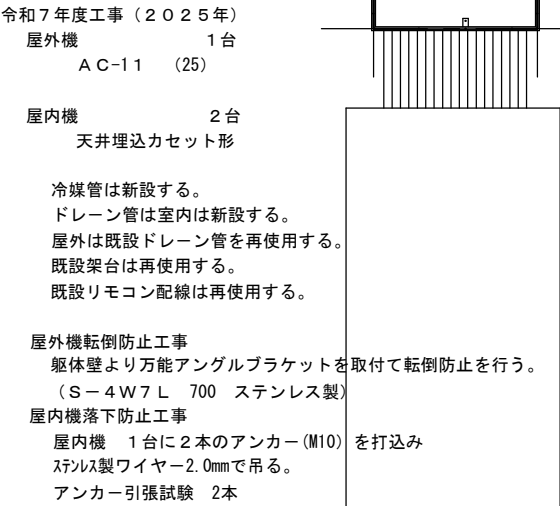 令和７年度工事（２０２５年）
屋外機　　　　　１台
ＡＣ-１１　（25）
屋内機　　　　　２台
天井埋込カセット形
冷媒管は新設する。
ドレーン管は室内は新設する。
屋外は既設ドレーン管を再使用する。
既設架台は再使用する。
既設リモコン配線は再使用する。
屋外機転倒防止工事
躯体壁より万能アングルブラケットを取付て転倒防止を行う。
（Ｓ－４Ｗ７Ｌ　700　ステンレス製）
屋内機落下防止工事
屋内機　１台に２本のアンカー(M10) を打込み
ｽﾃﾝﾚｽ製ワイヤー2.0mmで吊る。
アンカー引張試験　2本